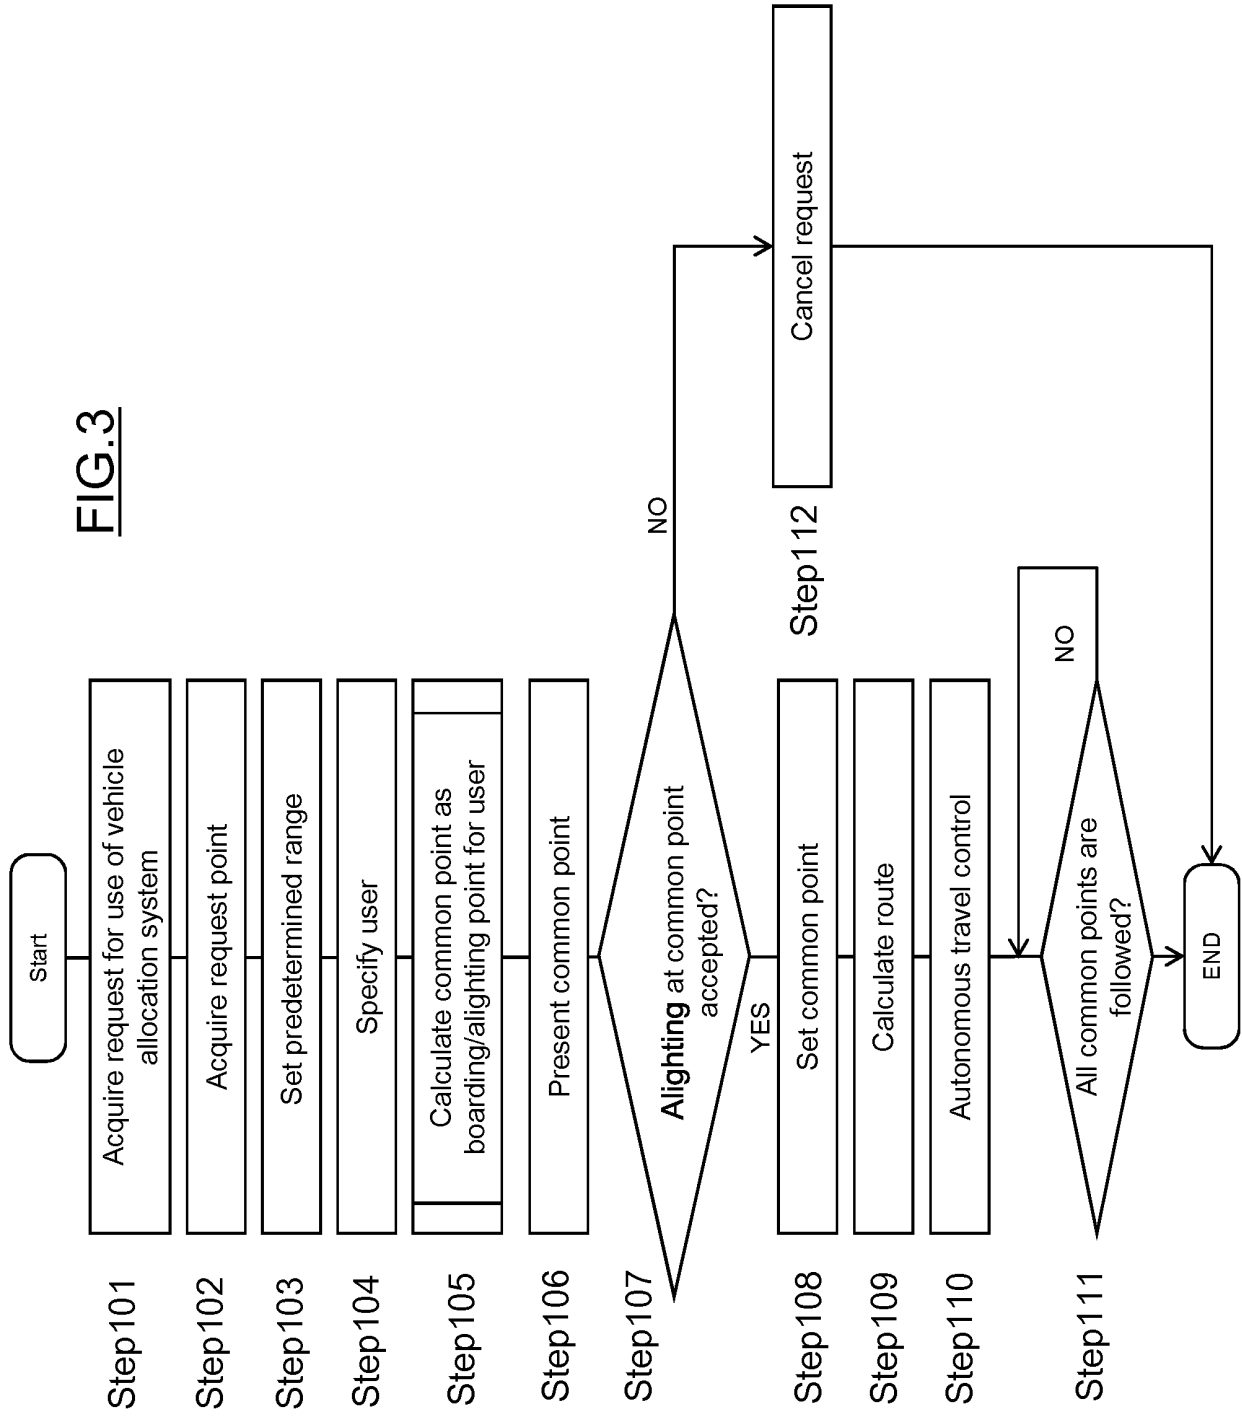 FIG.3
Start
Step101
Acquire request for use of vehicle
allocation system
Step102
Acquire request point
Step103
Set predetermined range
Step104
Specify user
Step105
Calculate common point as
boarding/alighting point for user
Step106
Present common point
Step107
Alighting at common point
accepted?
NO
YES
Step108
Set common point
Step112
Cancel request
Step109
Calculate route
Step110
Autonomous travel control
Step111
All common points are
followed?
NO
END